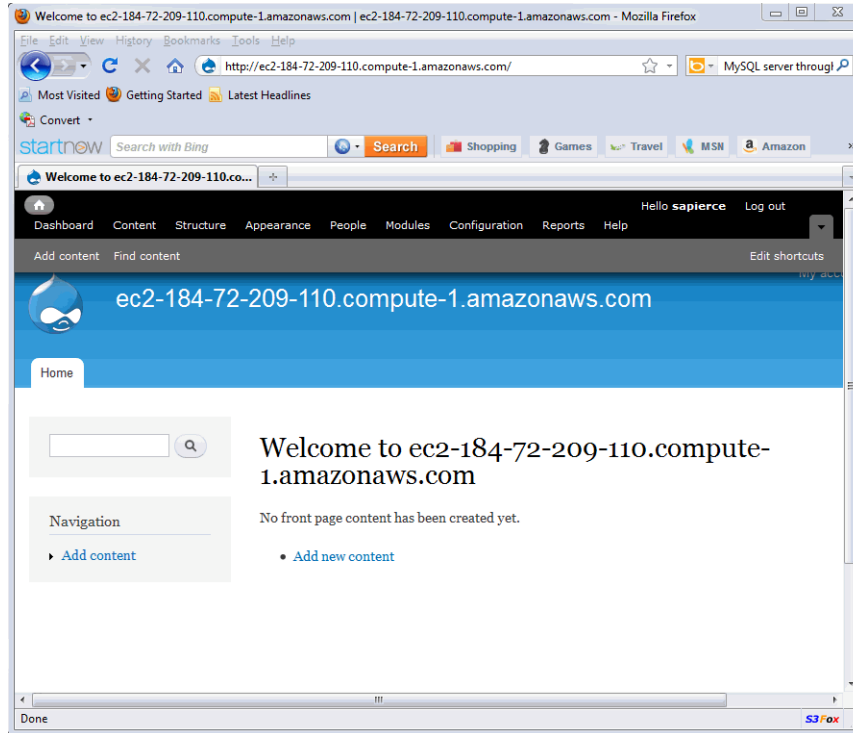 Welcome to ec2-184-72-209-110.compute-1.amazonaws.com | ec2-184-72-209-110.compute-1.amazonaws.com - Mozilla Firefox
File Edit View History Bookmarks Tools Help
http://ec2-184-72-209-110.compute-1.amazonaws.com/ MySQL server through
Most Visited Getting Started Latest Headlines
Convert
startnow Search with Bing Search Shopping Games Travel MSN Amazon »
Welcome to ec2-184-72-209-110.co...
Hello sapierce Log out
Dashboard Content Structure Appearance People Modules Configuration Reports Help
Add content Find content Edit shortcuts
My acc
ec2-184-72-209-110.compute-1.amazonaws.com
Home
Welcome to ec2-184-72-209-110.compute-
1.amazonaws.com
No front page content has been created yet.
Navigation
Add content
Add new content
Done S3Fox